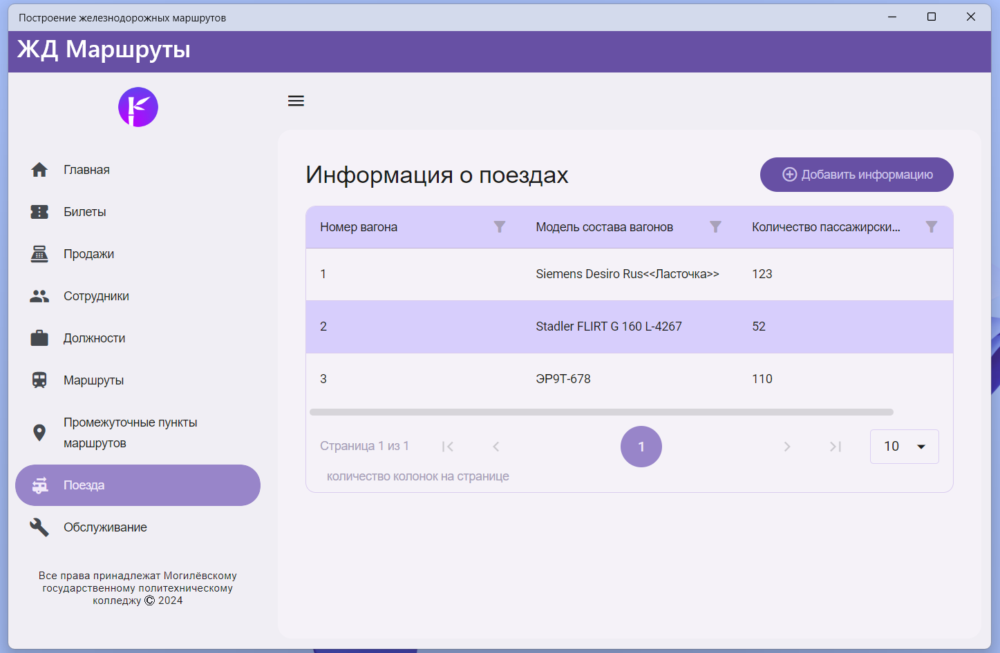 Построение железнодорожных маршрутов
ЖД Маршруты
Главная
Билеты
Продажи
Сотрудники
Должности
Маршруты
Промежуточные пункты
маршрутов
Поезда
Обслуживание
Все права принадлежат Могилёвскому
государственному политехническому
колледжу © 2024
Информация о поездах
Добавить информацию
Номер вагона Модель состава вагонов Количество пассажирски...
1 Siemens Desiro Rus<<Ласточка>> 123
2 Stadler FLIRT G 160 L-4267 52
3 ЭР9Т-678 110
Страница 1 из 1 1 10
количество колонок на странице